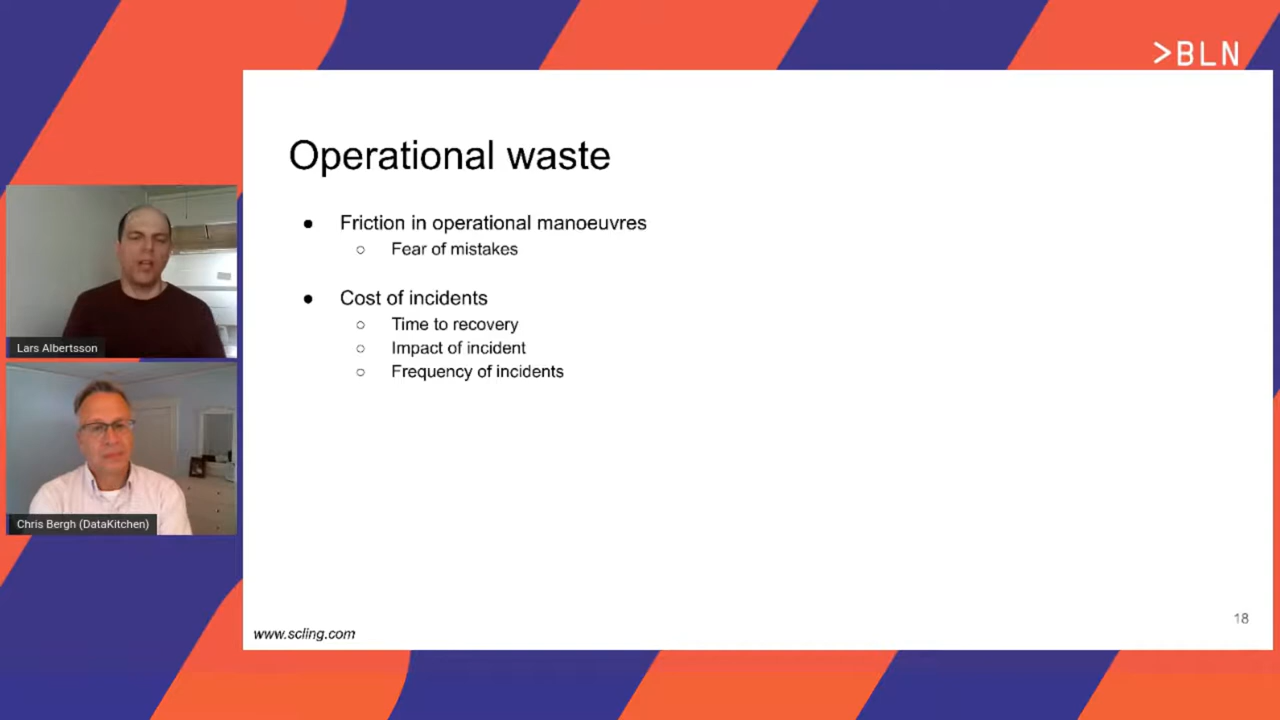 >BLN
Operational waste
● Friction in operational manoeuvres
○ Fear of mistakes
● Cost of incidents
○ Time to recovery
○ Impact of incident
○ Frequency of incidents
Lars Albertsson
Chris Bergh (DataKitchen)
18
www.scling.com